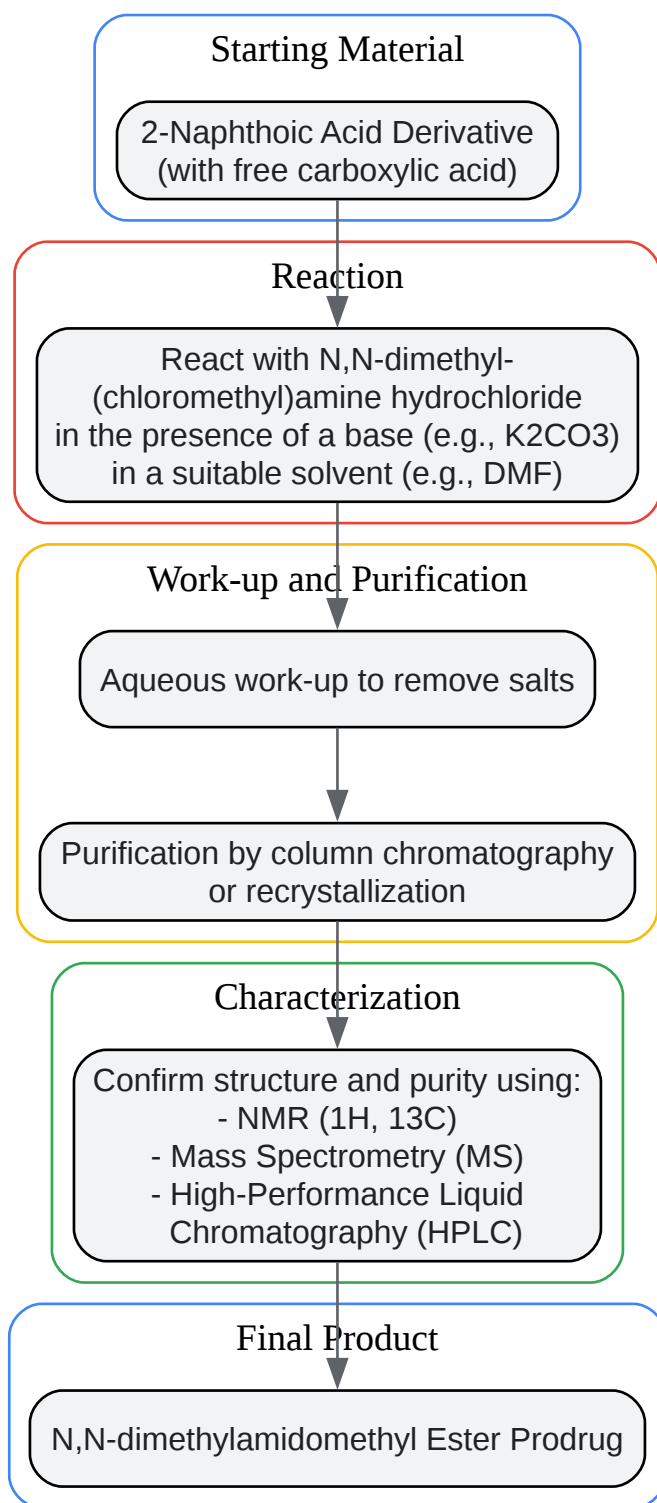 Starting Material
2-Naphthoic Acid Derivative
(with free carboxylic acid)
Reaction
React with N,N-dimethyl-
(chloromethyl)amine hydrochloride
in the presence of a base (e.g., K2CO3)
in a suitable solvent (e.g., DMF)
Work-up and Purification
Aqueous work-up to remove salts
Purification by column chromatography
or recrystallization
Characterization
Confirm structure and purity using:
- NMR (1H, 13C)
- Mass Spectrometry (MS)
- High-Performance Liquid
Chromatography (HPLC)
Final Product
N,N-dimethylamidomethyl Ester Prodrug